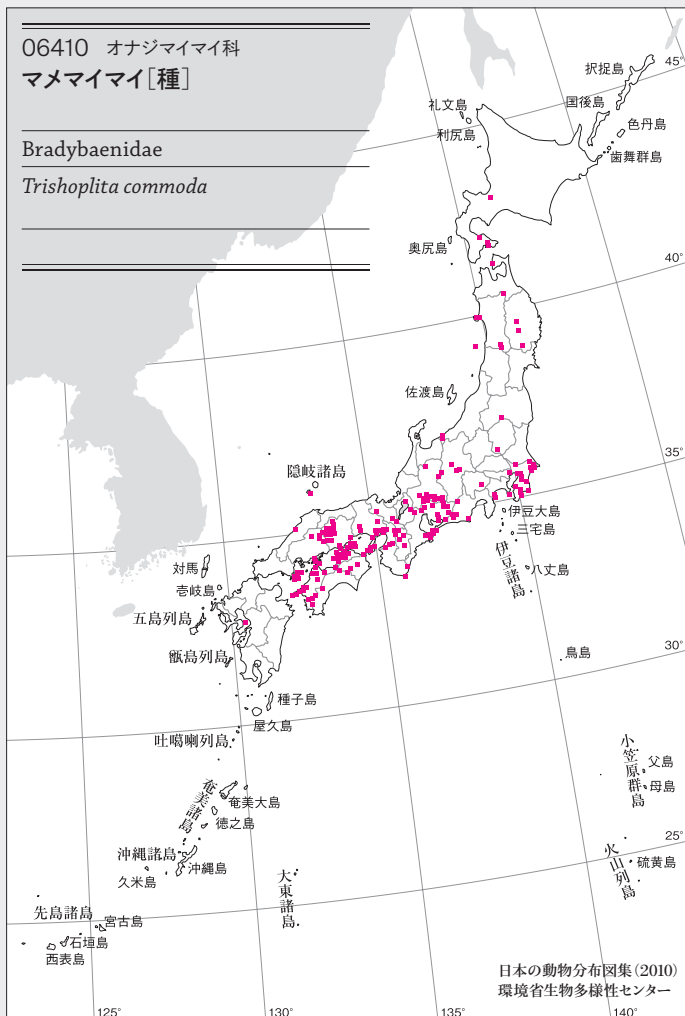 06410 オナジマイマイ科
マメマイマイ[種]
Bradybaenidae
Trishoplita commoda
択捉島
45°
国後島
礼文島
色丹島
利尻島
歯舞群島
奥尻島
40°
佐渡島
35°
隠岐諸島
伊豆大島
三宅島
伊豆諸島
八丈島
対馬
壱岐島
五島列島
鳥島
30°
甑島列島
種子島
屋久島
吐噶喇列島
小笠原群島
父島
母島
奄美諸島
奄美大島
徳之島
25°
沖縄諸島
沖縄島
火山列島
硫黄島
久米島
大東諸島
先島諸島
宮古島
石垣島
西表島
日本の動物分布図集(2010)
環境省生物多様性センター
125°
130°
135°
140°